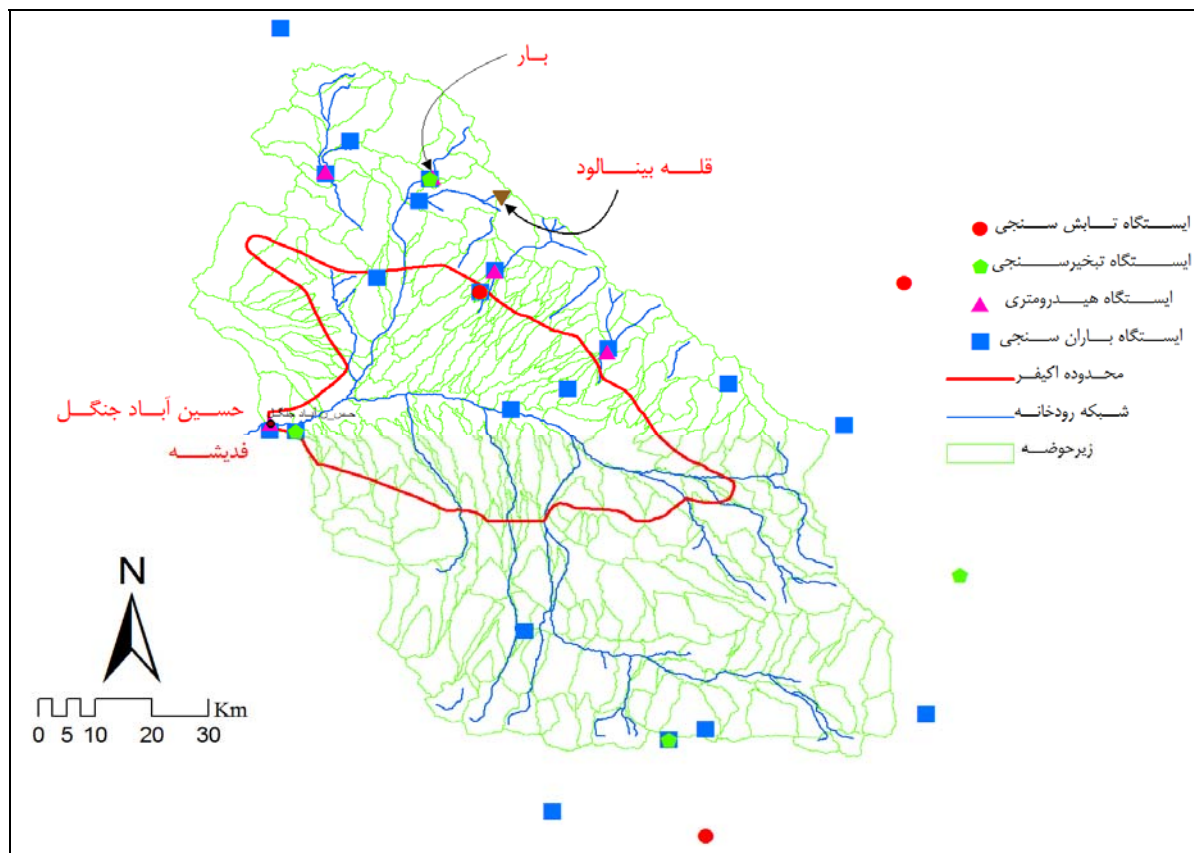 بار
قله بینالود
ایستگاه تابش سنجی
ایستگاه تبخیرسنجی
ایستگاه هیدرومتری
ایستگاه باران سنجی
محدوده اکیفر
شبکه رودخانه
زیرحوضه
حسین آباد جنگل
فدیشه
N
Km
0 5 10 20 30